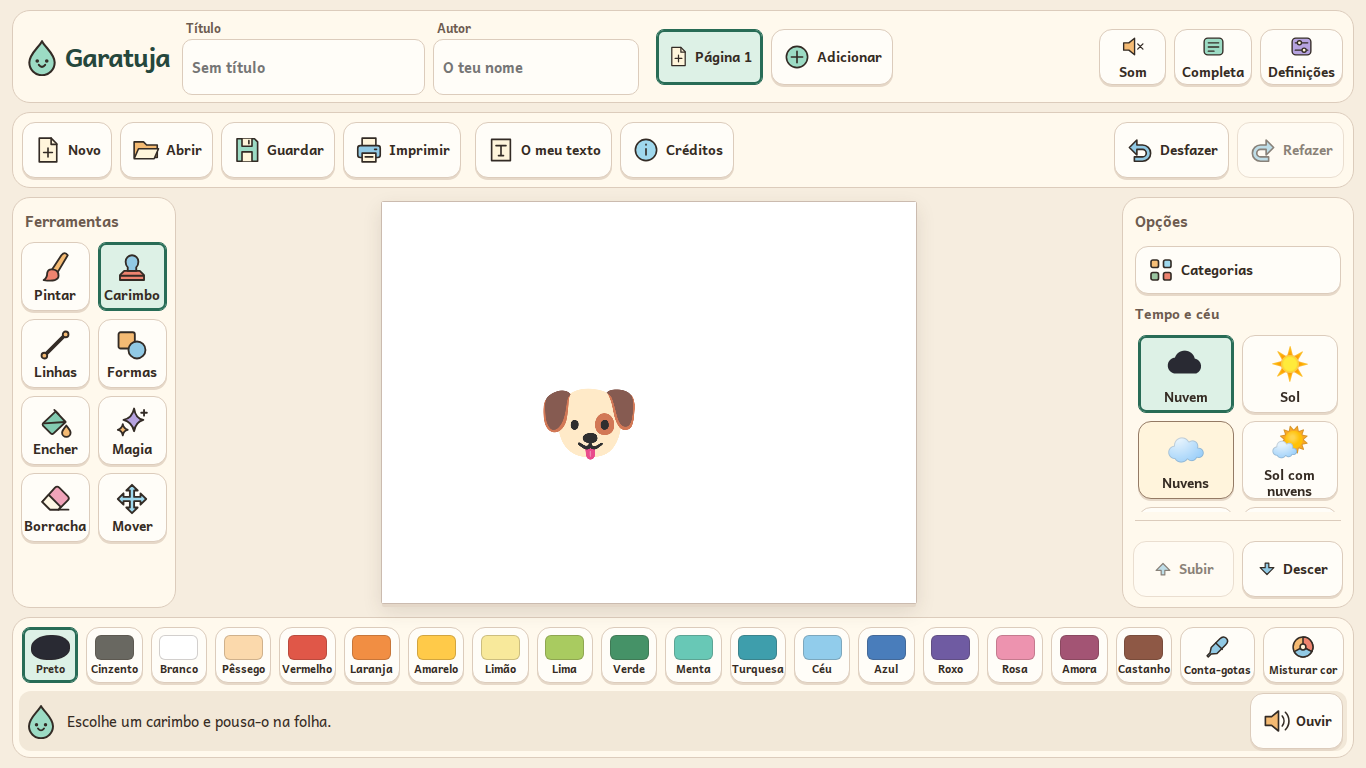 Garatuja
Título
Sem título
Autor
O teu nome
Página 1
Adicionar
Som
Completa
Definições
Novo
Abrir
Guardar
Imprimir
O meu texto
Créditos
Desfazer
Refazer
Ferramentas
Pintar
Carimbo
Linhas
Formas
Encher
Magia
Borracha
Mover
Opções
Categorias
Tempo e céu
Nuvem
Sol
Nuvens
Sol com
nuvens
Subir
Descer
Preto
Cinzento
Branco
Pêssego
Vermelho
Laranja
Amarelo
Limão
Lima
Verde
Menta
Turquesa
Céu
Azul
Roxo
Rosa
Amora
Castanho
Conta-gotas
Misturar cor
Escolhe um carimbo e pousa-o na folha.
Ouvir